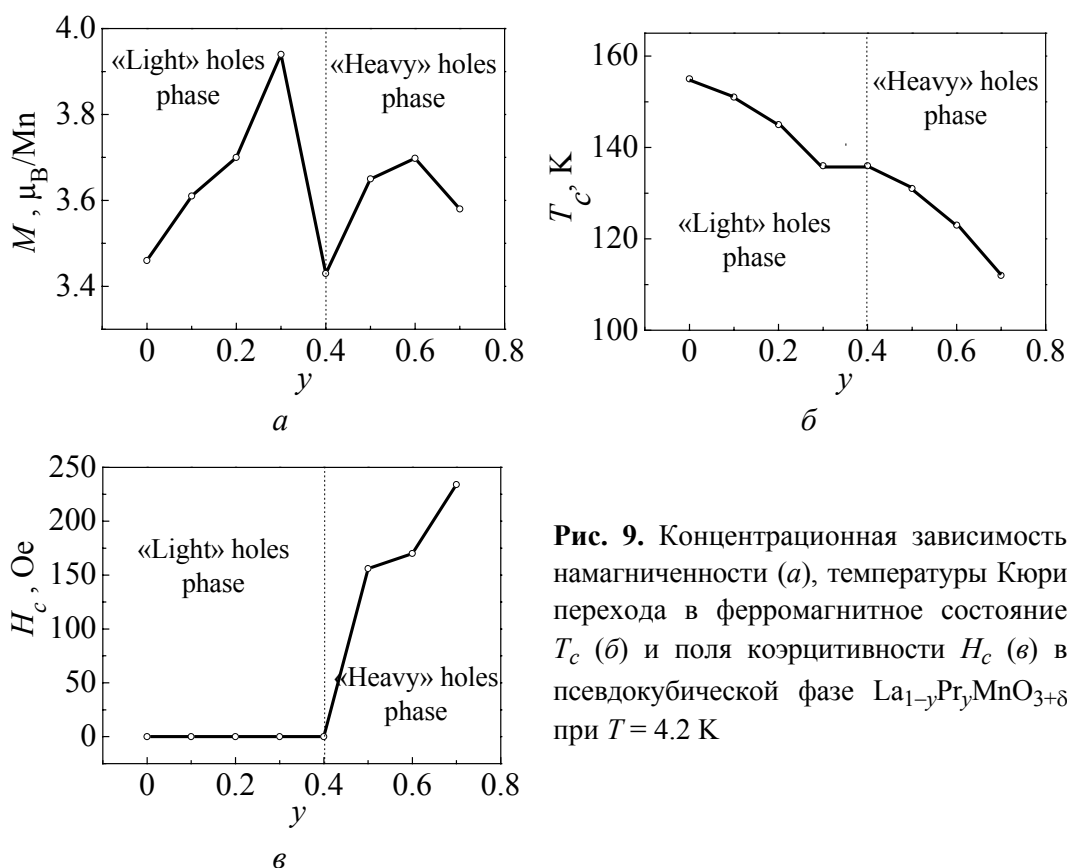 4.0
3.8
3.6
3.4
M , μB/Mn
«Light» holes
phase
«Heavy» holes
phase
0 0.2 0.4 0.6 0.8
y
а
160
140
120
100
Tc, K
«Heavy» holes
phase
«Light» holes
phase
0 0.2 0.4 0.6 0.8
y
б
250
200
150
100
50
0
Hc , Oe
«Light» holes
phase
«Heavy» holes
phase
0 0.2 0.4 0.6 0.8
y
в
Рис. 9. Концентрационная зависимость
намагниченности (а), температуры Кюри
перехода в ферромагнитное состояние
Tc (б) и поля коэрцитивности Hc (в) в
псевдокубической фазе La1–yPryMnO3+δ
при T = 4.2 K